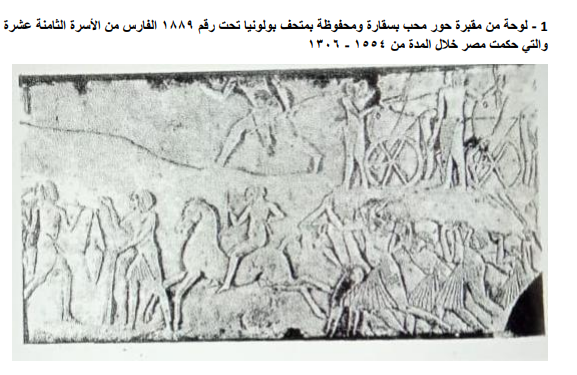 1 - لوحة من مقبرة حور محب بسقارة ومحفوظة بمتحف بولونيا تحت رقم ١٨٨٩ الفارس من الأسرة الثامنة عشرة
والتي حكمت مصر خلال المدة من ١٥٥٤ - ١٣٠٦